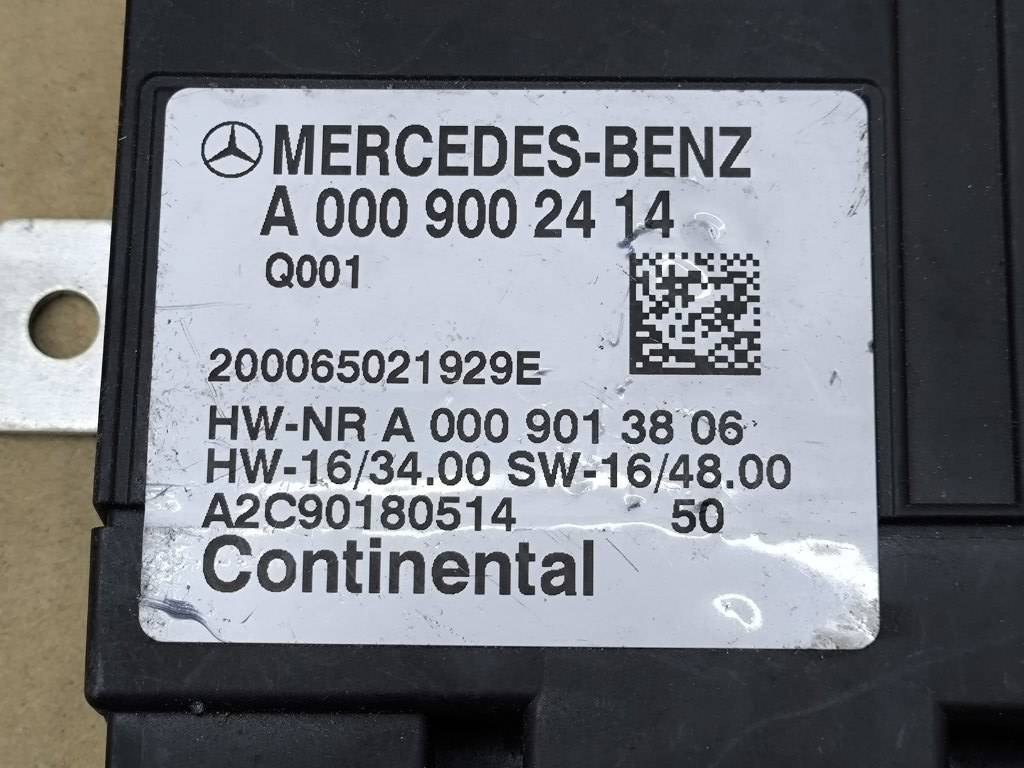 MERCEDES-BENZ
A 000 900 24 14
Q001
200065021929E
HW-NR A 000 901 38 06
HW-16/34.00 SW-16/48.00
A2C90180514 50
Continental